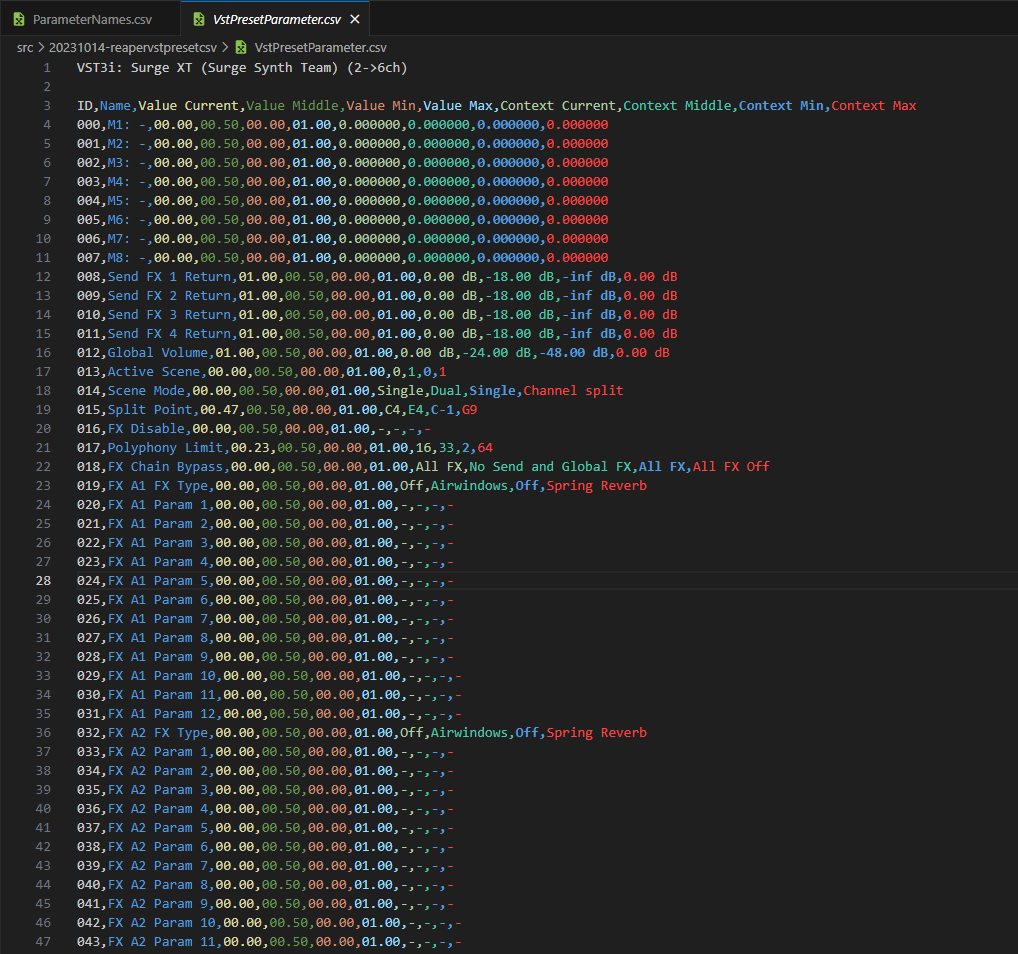 ParameterNames.csv VstPresetParameter.csv ×
src > 20231014-reapervstpresetcsv > VstPresetParameter.csv
1 VST3i: Surge XT (Surge Synth Team) (2->6ch)
2
3 ID,Name,Value Current,Value Middle,Value Min,Value Max,Context Current,Context Middle,Context Min,Context Max
4 000,M1: -,00.00,00.50,00.00,01.00,0.000000,0.000000,0.000000,0.000000
5 001,M2: -,00.00,00.50,00.00,01.00,0.000000,0.000000,0.000000,0.000000
6 002,M3: -,00.00,00.50,00.00,01.00,0.000000,0.000000,0.000000,0.000000
7 003,M4: -,00.00,00.50,00.00,01.00,0.000000,0.000000,0.000000,0.000000
8 004,M5: -,00.00,00.50,00.00,01.00,0.000000,0.000000,0.000000,0.000000
9 005,M6: -,00.00,00.50,00.00,01.00,0.000000,0.000000,0.000000,0.000000
10 006,M7: -,00.00,00.50,00.00,01.00,0.000000,0.000000,0.000000,0.000000
11 007,M8: -,00.00,00.50,00.00,01.00,0.000000,0.000000,0.000000,0.000000
12 008,Send FX 1 Return,01.00,00.50,00.00,01.00,0.00 dB,-18.00 dB,-inf dB,0.00 dB
13 009,Send FX 2 Return,01.00,00.50,00.00,01.00,0.00 dB,-18.00 dB,-inf dB,0.00 dB
14 010,Send FX 3 Return,01.00,00.50,00.00,01.00,0.00 dB,-18.00 dB,-inf dB,0.00 dB
15 011,Send FX 4 Return,01.00,00.50,00.00,01.00,0.00 dB,-18.00 dB,-inf dB,0.00 dB
16 012,Global Volume,01.00,00.50,00.00,01.00,0.00 dB,-24.00 dB,-48.00 dB,0.00 dB
17 013,Active Scene,00.00,00.50,00.00,01.00,0,1,0,1
18 014,Scene Mode,00.00,00.50,00.00,01.00,Single,Dual,Single,Channel split
19 015,Split Point,00.47,00.50,00.00,01.00,C4,E4,C-1,G9
20 016,FX Disable,00.00,00.50,00.00,01.00,-,-,-,-
21 017,Polyphony Limit,00.23,00.50,00.00,01.00,16,33,2,64
22 018,FX Chain Bypass,00.00,00.50,00.00,01.00,All FX,No Send and Global FX,All FX,All FX Off
23 019,FX A1 FX Type,00.00,00.50,00.00,01.00,Off,Airwindows,Off,Spring Reverb
24 020,FX A1 Param 1,00.00,00.50,00.00,01.00,-,-,-,-
25 021,FX A1 Param 2,00.00,00.50,00.00,01.00,-,-,-,-
26 022,FX A1 Param 3,00.00,00.50,00.00,01.00,-,-,-,-
27 023,FX A1 Param 4,00.00,00.50,00.00,01.00,-,-,-,-
28 024,FX A1 Param 5,00.00,00.50,00.00,01.00,-,-,-,-
29 025,FX A1 Param 6,00.00,00.50,00.00,01.00,-,-,-,-
30 026,FX A1 Param 7,00.00,00.50,00.00,01.00,-,-,-,-
31 027,FX A1 Param 8,00.00,00.50,00.00,01.00,-,-,-,-
32 028,FX A1 Param 9,00.00,00.50,00.00,01.00,-,-,-,-
33 029,FX A1 Param 10,00.00,00.50,00.00,01.00,-,-,-,-
34 030,FX A1 Param 11,00.00,00.50,00.00,01.00,-,-,-,-
35 031,FX A1 Param 12,00.00,00.50,00.00,01.00,-,-,-,-
36 032,FX A2 FX Type,00.00,00.50,00.00,01.00,Off,Airwindows,Off,Spring Reverb
37 033,FX A2 Param 1,00.00,00.50,00.00,01.00,-,-,-,-
38 034,FX A2 Param 2,00.00,00.50,00.00,01.00,-,-,-,-
39 035,FX A2 Param 3,00.00,00.50,00.00,01.00,-,-,-,-
40 036,FX A2 Param 4,00.00,00.50,00.00,01.00,-,-,-,-
41 037,FX A2 Param 5,00.00,00.50,00.00,01.00,-,-,-,-
42 038,FX A2 Param 6,00.00,00.50,00.00,01.00,-,-,-,-
43 039,FX A2 Param 7,00.00,00.50,00.00,01.00,-,-,-,-
44 040,FX A2 Param 8,00.00,00.50,00.00,01.00,-,-,-,-
45 041,FX A2 Param 9,00.00,00.50,00.00,01.00,-,-,-,-
46 042,FX A2 Param 10,00.00,00.50,00.00,01.00,-,-,-,-
47 043,FX A2 Param 11,00.00,00.50,00.00,01.00,-,-,-,-